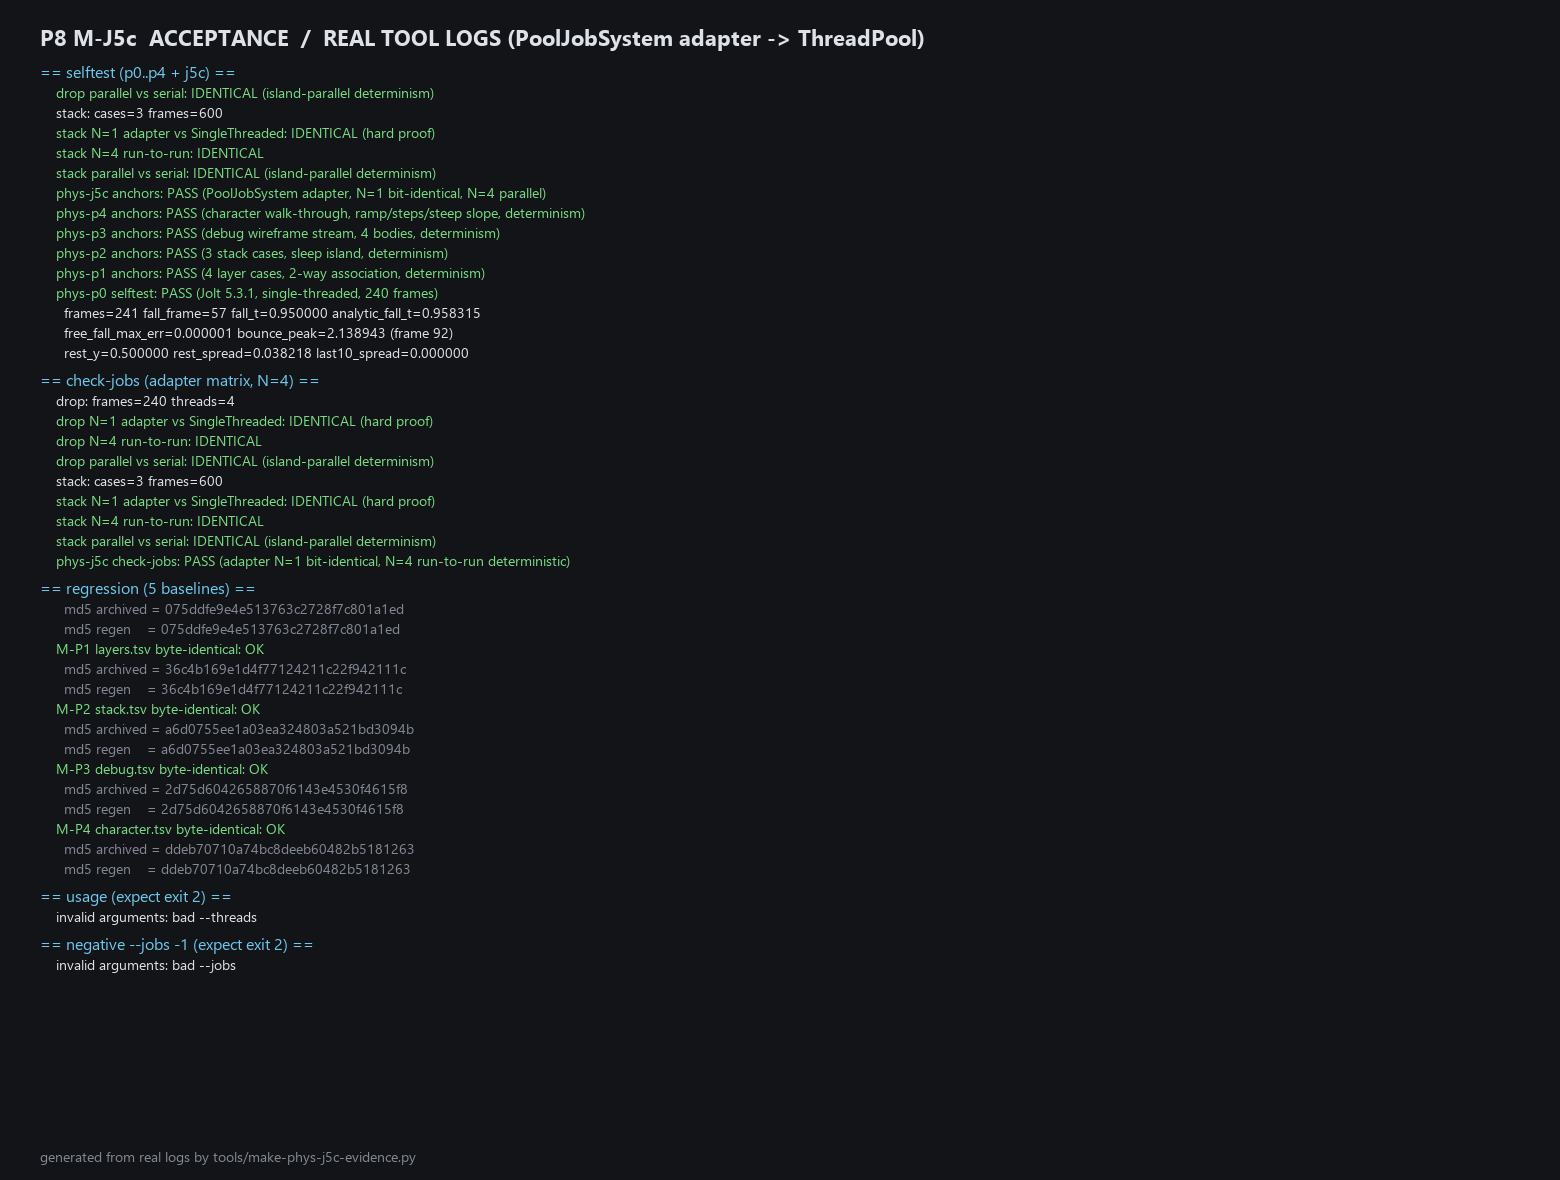 P8 M-J5c ACCEPTANCE / REAL TOOL LOGS (PoolJobSystem adapter -> ThreadPool)
== selftest (p0..p4 + j5c) ==
drop parallel vs serial: IDENTICAL (island-parallel determinism)
stack: cases=3 frames=600
stack N=1 adapter vs SingleThreaded: IDENTICAL (hard proof)
stack N=4 run-to-run: IDENTICAL
stack parallel vs serial: IDENTICAL (island-parallel determinism)
phys-j5c anchors: PASS (PoolJobSystem adapter, N=1 bit-identical, N=4 parallel)
phys-p4 anchors: PASS (character walk-through, ramp/steps/steep slope, determinism)
phys-p3 anchors: PASS (debug wireframe stream, 4 bodies, determinism)
phys-p2 anchors: PASS (3 stack cases, sleep island, determinism)
phys-p1 anchors: PASS (4 layer cases, 2-way association, determinism)
phys-p0 selftest: PASS (Jolt 5.3.1, single-threaded, 240 frames)
frames=241 fall_frame=57 fall_t=0.950000 analytic_fall_t=0.958315
free_fall_max_err=0.000001 bounce_peak=2.138943 (frame 92)
rest_y=0.500000 rest_spread=0.038218 last10_spread=0.000000
== check-jobs (adapter matrix, N=4) ==
drop: frames=240 threads=4
drop N=1 adapter vs SingleThreaded: IDENTICAL (hard proof)
drop N=4 run-to-run: IDENTICAL
drop parallel vs serial: IDENTICAL (island-parallel determinism)
stack: cases=3 frames=600
stack N=1 adapter vs SingleThreaded: IDENTICAL (hard proof)
stack N=4 run-to-run: IDENTICAL
stack parallel vs serial: IDENTICAL (island-parallel determinism)
phys-j5c check-jobs: PASS (adapter N=1 bit-identical, N=4 run-to-run deterministic)
== regression (5 baselines) ==
md5 archived = 075ddfe9e4e513763c2728f7c801a1ed
md5 regen = 075ddfe9e4e513763c2728f7c801a1ed
M-P1 layers.tsv byte-identical: OK
md5 archived = 36c4b169e1d4f77124211c22f942111c
md5 regen = 36c4b169e1d4f77124211c22f942111c
M-P2 stack.tsv byte-identical: OK
md5 archived = a6d0755ee1a03ea324803a521bd3094b
md5 regen = a6d0755ee1a03ea324803a521bd3094b
M-P3 debug.tsv byte-identical: OK
md5 archived = 2d75d6042658870f6143e4530f4615f8
md5 regen = 2d75d6042658870f6143e4530f4615f8
M-P4 character.tsv byte-identical: OK
md5 archived = ddeb70710a74bc8deeb60482b5181263
md5 regen = ddeb70710a74bc8deeb60482b5181263
== usage (expect exit 2) ==
invalid arguments: bad --threads
== negative --jobs -1 (expect exit 2) ==
invalid arguments: bad --jobs
generated from real logs by tools/make-phys-j5c-evidence.py